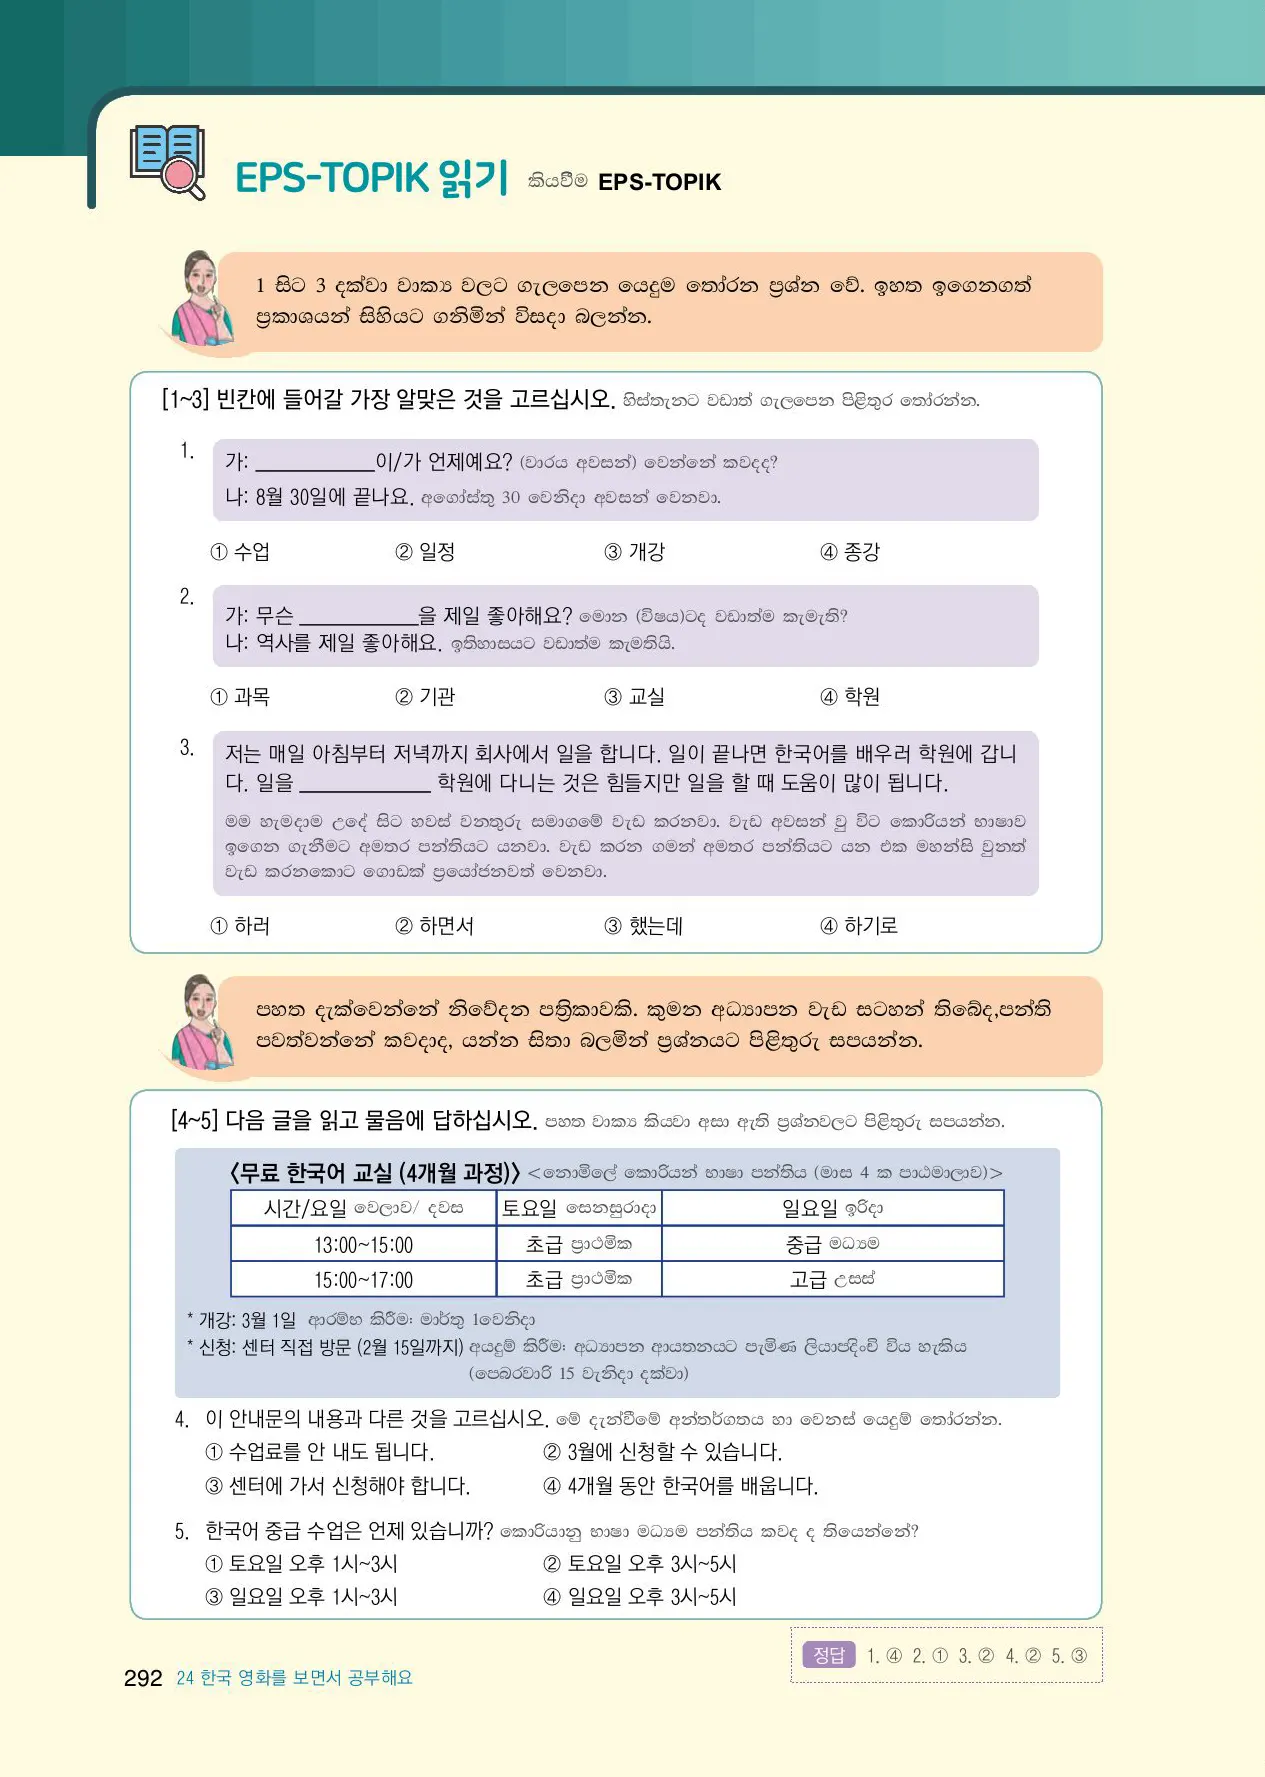 EPS-TOPIK 읽기 කියවීම EPS-TOPIK
1 සිට 3 දක්වා වාක්‍ය වලට ගැලපෙන යෙදුම තෝරන ප්‍රශ්න වේ. ඉහත ඉගෙනගත්
ප්‍රකාශයන් සිහියට ගනිමින් විසදා බලන්න.
[1~3] 빈칸에 들어갈 가장 알맞은 것을 고르십시오. හිස්තැනට වඩාත් ගැලපෙන පිළිතුර තෝරන්න.
1.
가: ____________이/가 언제예요? (වාරය අවසන්) වෙන්නේ කවදද?
나: 8월 30일에 끝나요. අගෝස්තු 30 වෙනිදා අවසන් වෙනවා.
① 수업 ② 일정 ③ 개강 ④ 종강
2.
가: 무슨 ____________을 제일 좋아해요? මොන (විෂය)ටද වඩාත්ම කැමැති?
나: 역사를 제일 좋아해요. ඉතිහාසයට වඩාත්ම කැමතියි.
① 과목 ② 기관 ③ 교실 ④ 학원
3.
저는 매일 아침부터 저녁까지 회사에서 일을 합니다. 일이 끝나면 한국어를 배우러 학원에 갑니
다. 일을 ____________ 학원에 다니는 것은 힘들지만 일을 할 때 도움이 많이 됩니다.
මම හැමදාම උදේ සිට හවස් වනතුරු සමාගමේ වැඩ කරනවා. වැඩ අවසන් වු විට කොරියන් භාෂාව
ඉගෙන ගැනීමට අමතර පන්තියට යනවා. වැඩ කරන ගමන් අමතර පන්තියට යන එක මහන්සි වුනත්
වැඩ කරනකොට ගොඩක් ප්‍රයෝජනවත් වෙනවා.
① 하러 ② 하면서 ③ 했는데 ④ 하기로
පහත දැක්වෙන්නේ නිවේදන පත්‍රිකාවකි. කුමන අධ්‍යාපන වැඩ සටහන් තිබේද,පන්ති
පවත්වන්නේ කවදාද, යන්න සිතා බලමින් ප්‍රශ්නයට පිළිතුරු සපයන්න.
[4~5] 다음 글을 읽고 물음에 답하십시오. පහත වාක්‍ය කියවා අසා ඇති ප්‍රශ්නවලට පිළිතුරු සපයන්න.
〈무료 한국어 교실 (4개월 과정)〉 <නොමිලේ කොරියන් භාෂා පන්තිය (මාස 4 ක පාඨමාලාව)>
시간/요일 වෙලාව/ දවස 토요일 සෙනසුරාදා 일요일 ඉරිදා
13:00~15:00 초급 ප්‍රාථමික 중급 මධ්‍යම
15:00~17:00 초급 ප්‍රාථමික 고급 උසස්
* 개강: 3월 1일 ආරම්භ කිරීම: මාර්තු 1වෙනිදා
* 신청: 센터 직접 방문 (2월 15일까지) අයදුම් කිරීම: අධ්‍යාපන ආයතනයට පැමිණ ලියාපදිංචි විය හැකිය
(පෙබරවාරි 15 වැනිදා දක්වා)
4. 이 안내문의 내용과 다른 것을 고르십시오. මේ දැන්වීමේ අන්තර්ගතය හා වෙනස් යෙදුම් තෝරන්න.
① 수업료를 안 내도 됩니다. ② 3월에 신청할 수 있습니다.
③ 센터에 가서 신청해야 합니다. ④ 4개월 동안 한국어를 배웁니다.
5. 한국어 중급 수업은 언제 있습니까? කොරියානු භාෂා මධ්‍යම පන්තිය කවද ද තියෙන්නේ?
① 토요일 오후 1시~3시 ② 토요일 오후 3시~5시
③ 일요일 오후 1시~3시 ④ 일요일 오후 3시~5시
정답 1. ④ 2. ① 3. ② 4. ② 5. ③
292 24 한국 영화를 보면서 공부해요